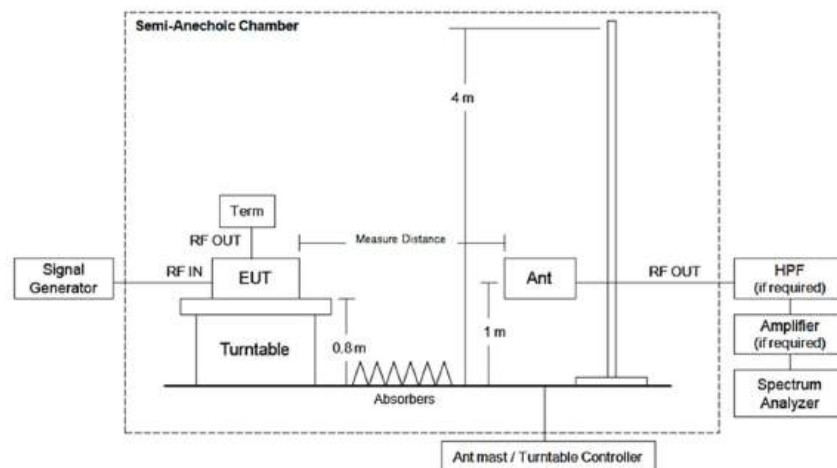 Semi-Anechoic Chamber
4 m
Term
RF OUT
Measure Distance
Signal
Generator
RF IN
EUT
Ant
RF OUT
HPF
(if required)
Turntable
0.8 m
1 m
Amplifier
(if required)
Absorbers
Spectrum
Analyzer
Ant mast / Turntable Controller